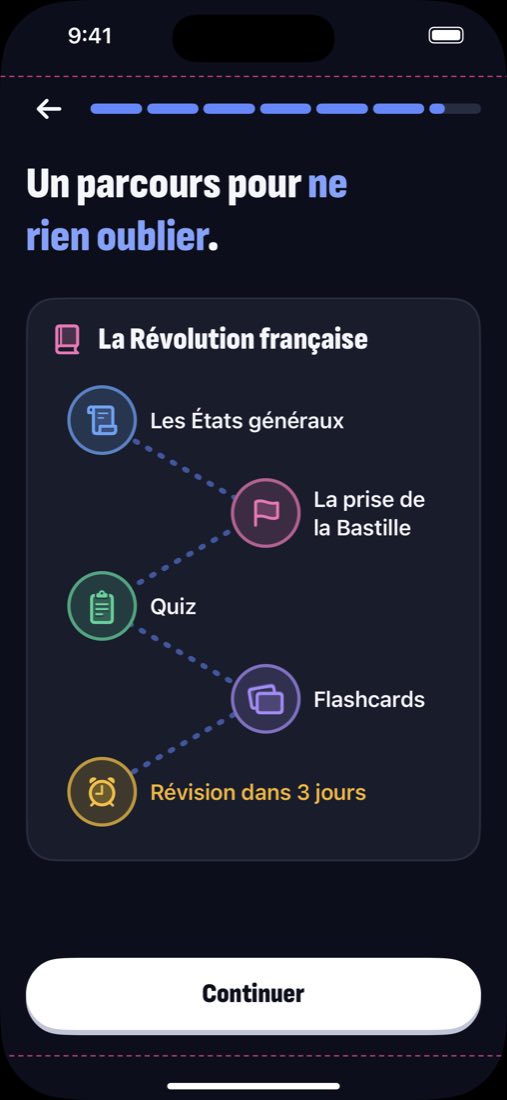 9:41
Un parcours pour ne
rien oublier.
La Révolution française
Les États généraux
La prise de
la Bastille
Quiz
Flashcards
Révision dans 3 jours
Continuer